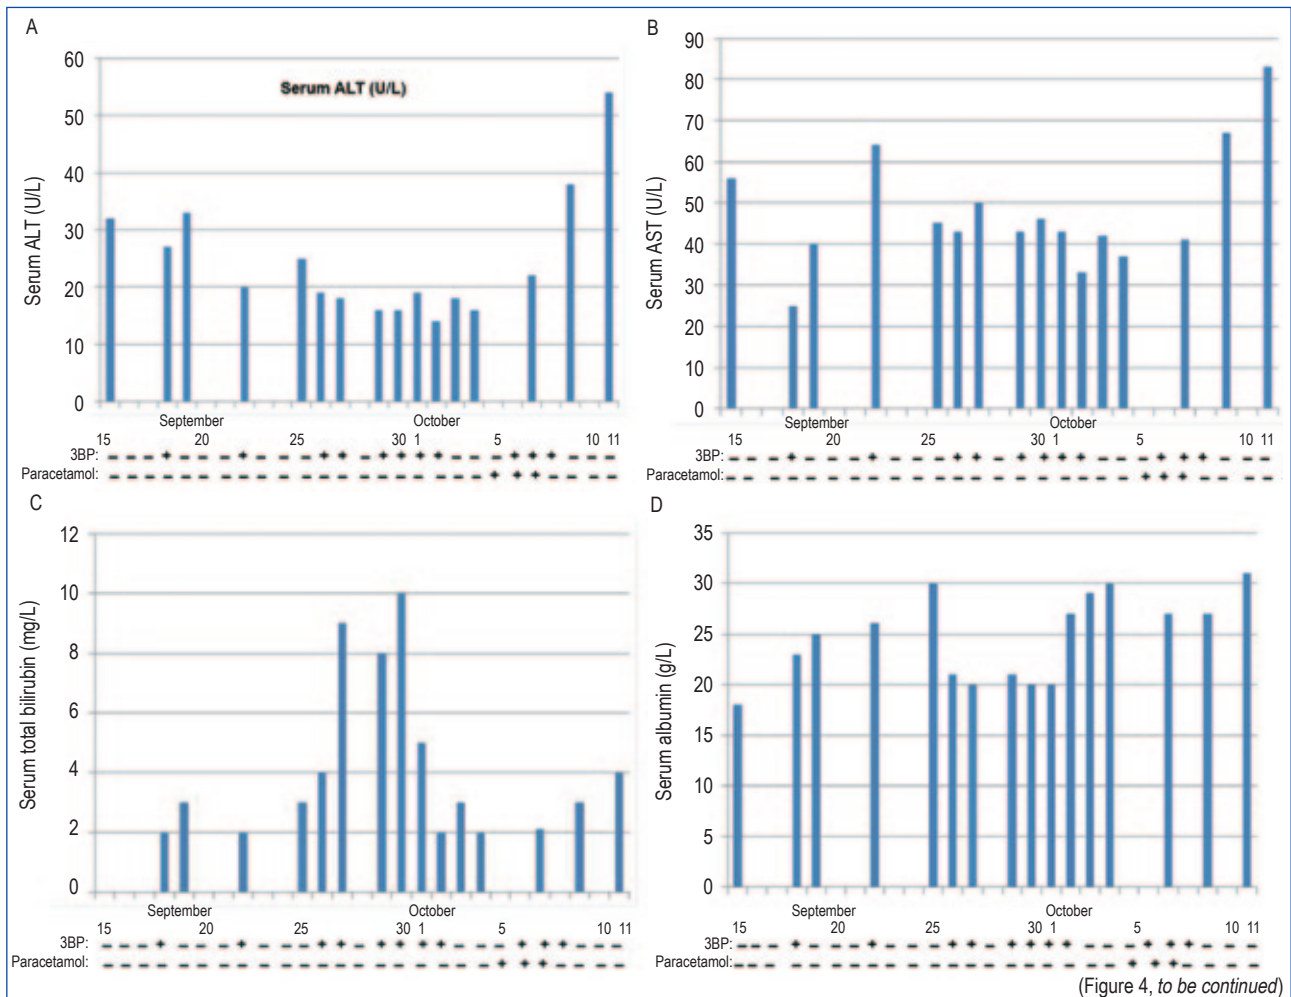 A
Serum ALT (U/L)
Serum ALT (U/L)
60
50
40
30
20
10
0
September October
15 20 25 30 1 5 10 11
3BP: – – – + – – – + – – – + + – + + + + – – – + + + – – –
Paracetamol: – – – – – – – – – – – – – – – – – – – – + + + – – – –
B
Serum AST (U/L)
90
80
70
60
50
40
30
20
10
0
September October
15 20 25 30 1 5 10 11
3BP: – – – + – – – + – – – + + – + + + + – – – + + + – – –
Paracetamol: – – – – – – – – – – – – – – – – – – – – + + + – – – –
C
Serum total bilirubin (mg/L)
12
10
8
6
4
2
0
September October
15 20 25 30 1 5 10 11
3BP: – – – + – – – + – – – + + – + + + + – – – + + + – – –
Paracetamol: – – – – – – – – – – – – – – – – – – – – + + + – – – –
D
Serum albumin (g/L)
35
30
25
20
15
10
5
0
September October
15 20 25 30 1 5 10 11
3BP: – – – + – – – + – – – + + – + + + + – – – + + + – – –
Paracetamol: – – – – – – – – – – – – – – – – – – – – + + + – – – –
(Figure 4, to be continued)